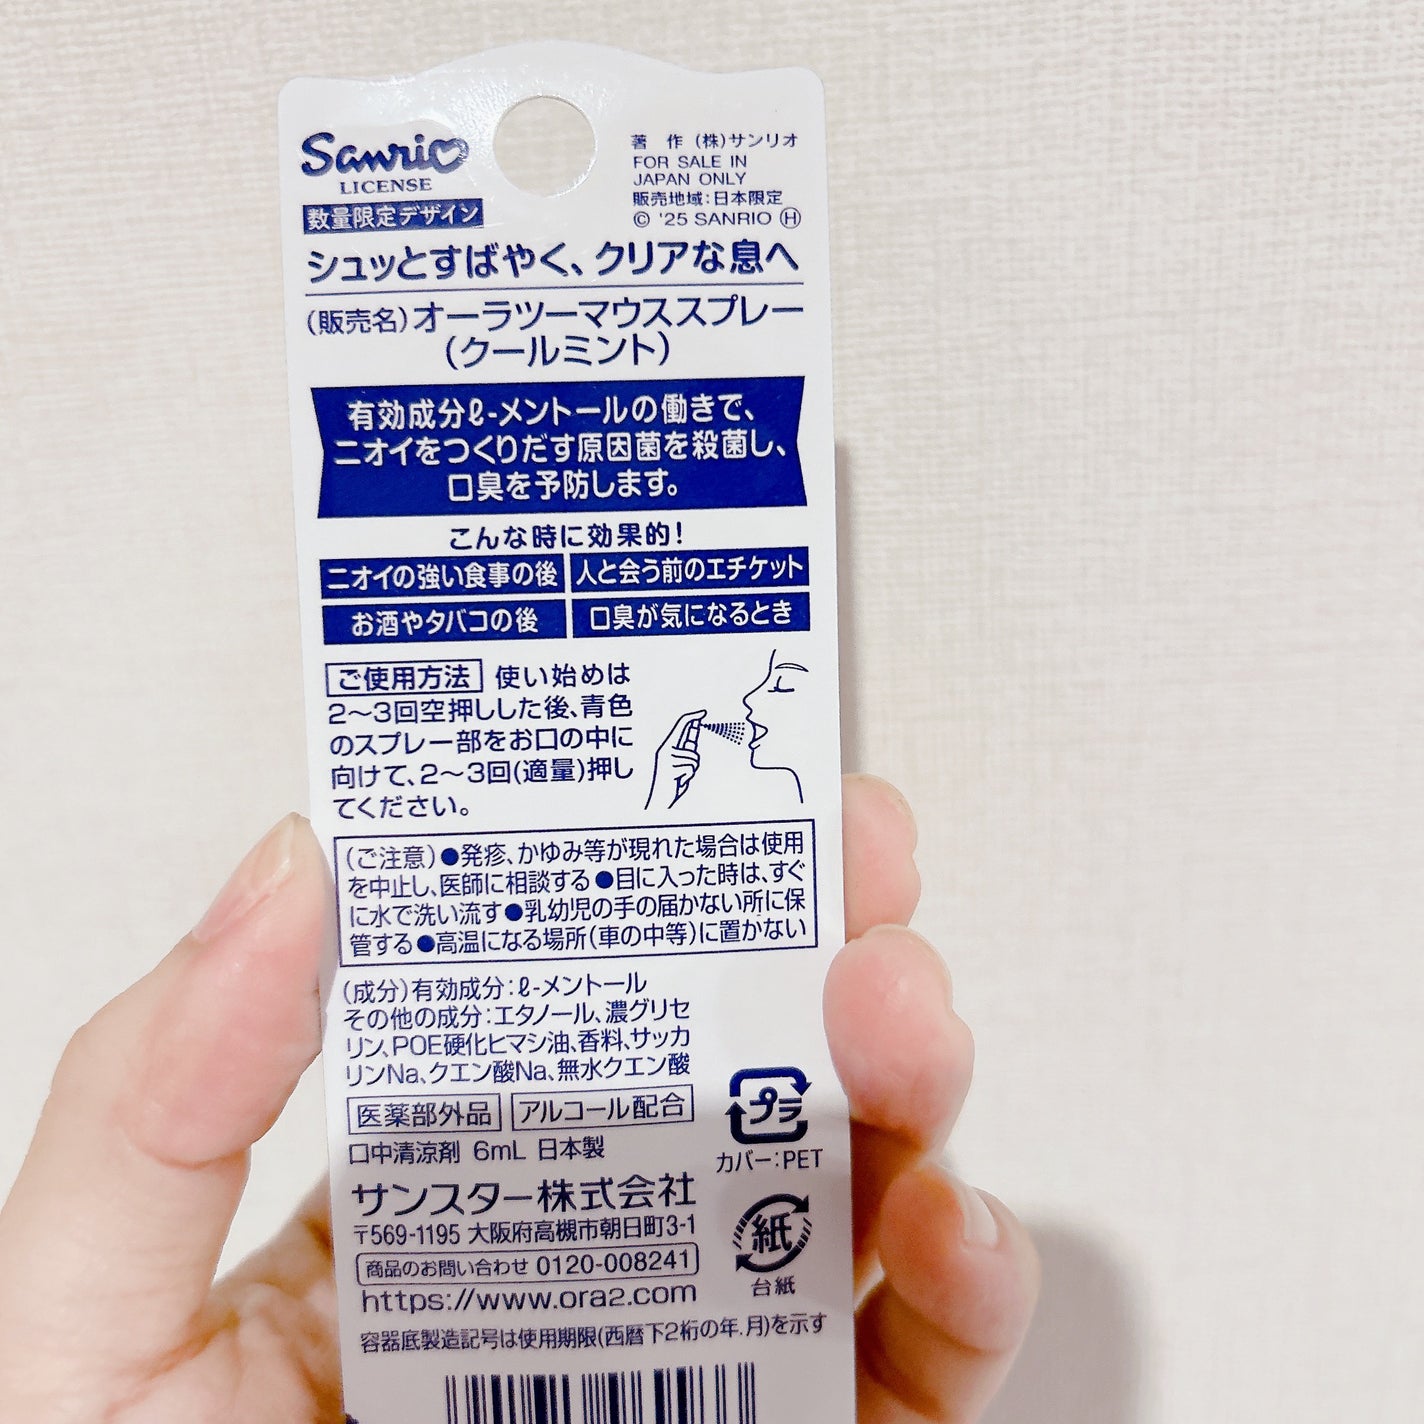 Sanrio
LICENSE
数量限定デザイン
著 作 (株)サンリオ
FOR SALE IN
JAPAN ONLY
販売地域:日本限定
© '25 SANRIO Ⓗ
シュッとすばやく、クリアな息へ
(販売名)オーラツーマウススプレー
(クールミント)
有効成分ℓ-メントールの働きで、
ニオイをつくりだす原因菌を殺菌し、
口臭を予防します。
こんな時に効果的!
ニオイの強い食事の後
人と会う前のエチケット
お酒やタバコの後
口臭が気になるとき
ご使用方法 使い始めは
2〜3回空押しした後、青色
のスプレー部をお口の中に
向けて、2〜3回(適量)押し
てください。
(ご注意)●発疹、かゆみ等が現れた場合は使用
を中止し、医師に相談する●目に入った時は、すぐ
に水で洗い流す●乳幼児の手の届かない所に保
管する●高温になる場所(車の中等)に置かない
(成分)有効成分:ℓ-メントール
その他の成分:エタノール、濃グリセ
リン、POE硬化ヒマシ油、香料、サッカ
リンNa、クエン酸Na、無水クエン酸
医薬部外品 アルコール配合
口中清涼剤 6mL 日本製
プラ
カバー:PET
サンスター株式会社
〒569-1195 大阪府高槻市朝日町3-1
商品のお問い合わせ 0120-008241
https://www.ora2.com
紙
台紙
容器底製造記号は使用期限(西暦下2桁の年.月)を示す